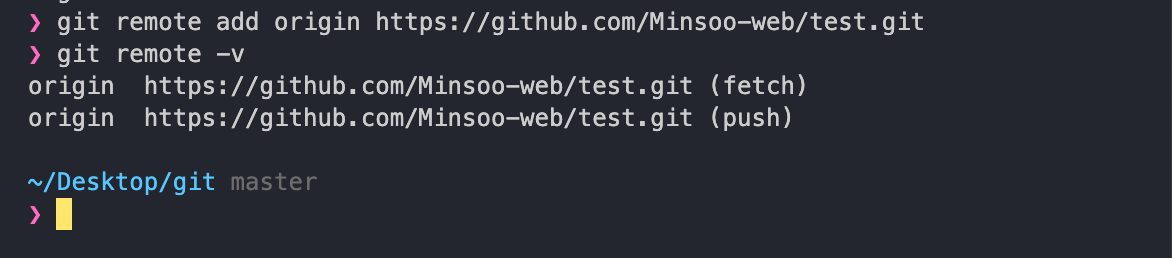 ❯ git remote add origin https://github.com/Minsoo-web/test.git
❯ git remote -v
origin  https://github.com/Minsoo-web/test.git (fetch)
origin  https://github.com/Minsoo-web/test.git (push)
~/Desktop/git master
❯